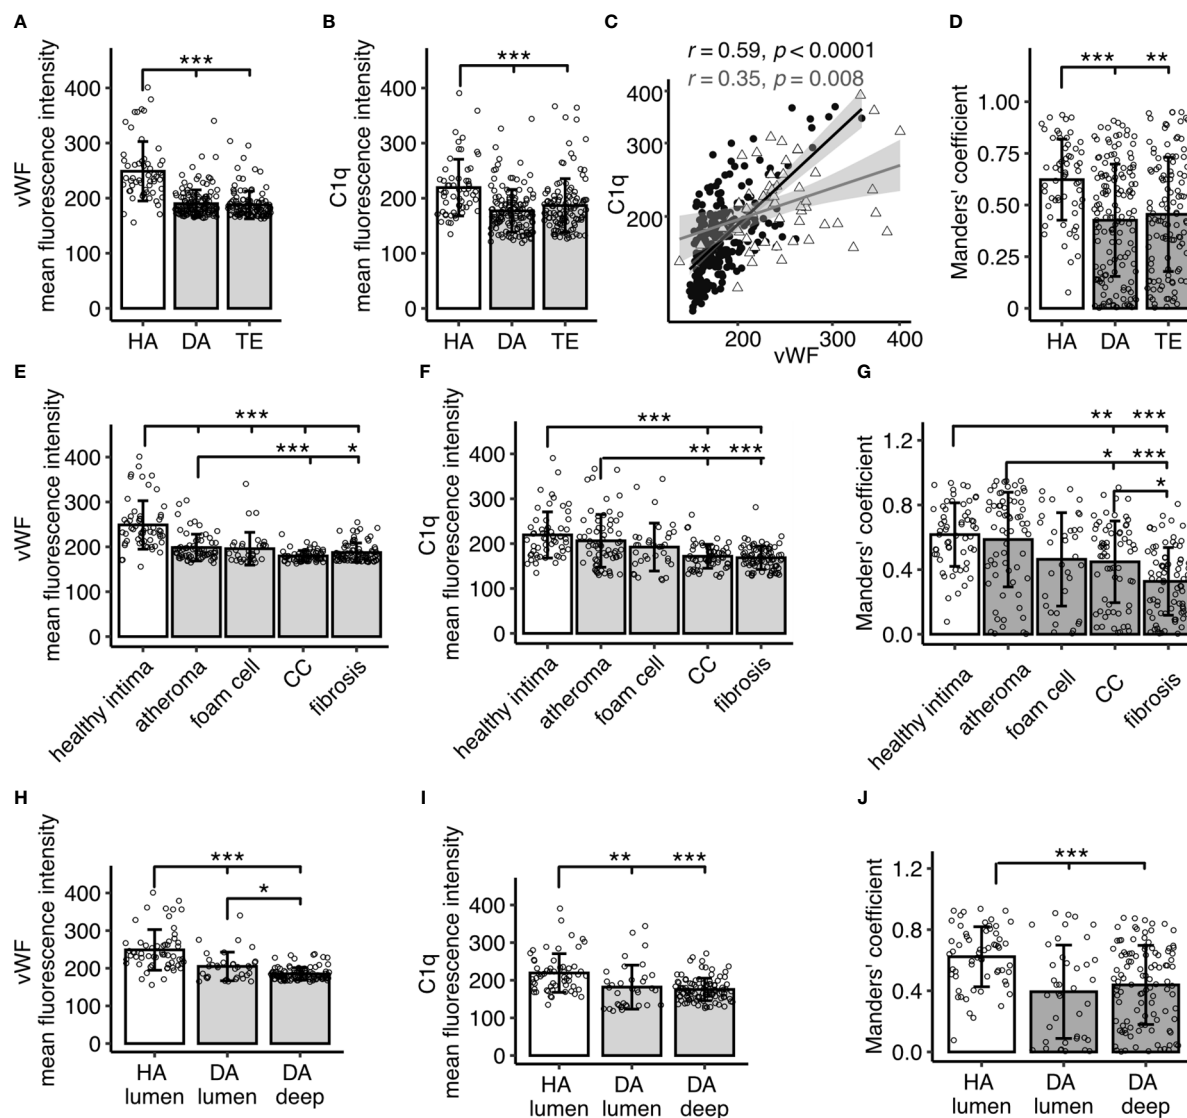 A
vWF
mean fluorescence intensity
400
300
200
100
0
***
HA DA TE
B
C1q
mean fluorescence intensity
400
300
200
100
0
***
HA DA TE
C
r = 0.59, p < 0.0001
r = 0.35, p = 0.008
C1q
400
300
200
200 300 400
vWF
D
Manders' coefficient
1.00
0.75
0.50
0.25
0
*** **
HA DA TE
E
vWF
mean fluorescence intensity
400
300
200
100
0
***
*** *
healthy intima
atheroma
foam cell
CC
fibrosis
F
C1q
mean fluorescence intensity
400
300
200
100
0
***
** ***
healthy intima
atheroma
foam cell
CC
fibrosis
G
Manders' coefficient
1.2
0.8
0.4
0.0
** ***
* ***
*
healthy intima
atheroma
foam cell
CC
fibrosis
H
vWF
mean fluorescence intensity
400
300
200
100
0
***
*
HA DA DA
lumen lumen deep
I
C1q
mean fluorescence intensity
400
300
200
100
0
** ***
HA DA DA
lumen lumen deep
J
Manders' coefficient
1.2
0.8
0.4
0.0
***
HA DA DA
lumen lumen deep